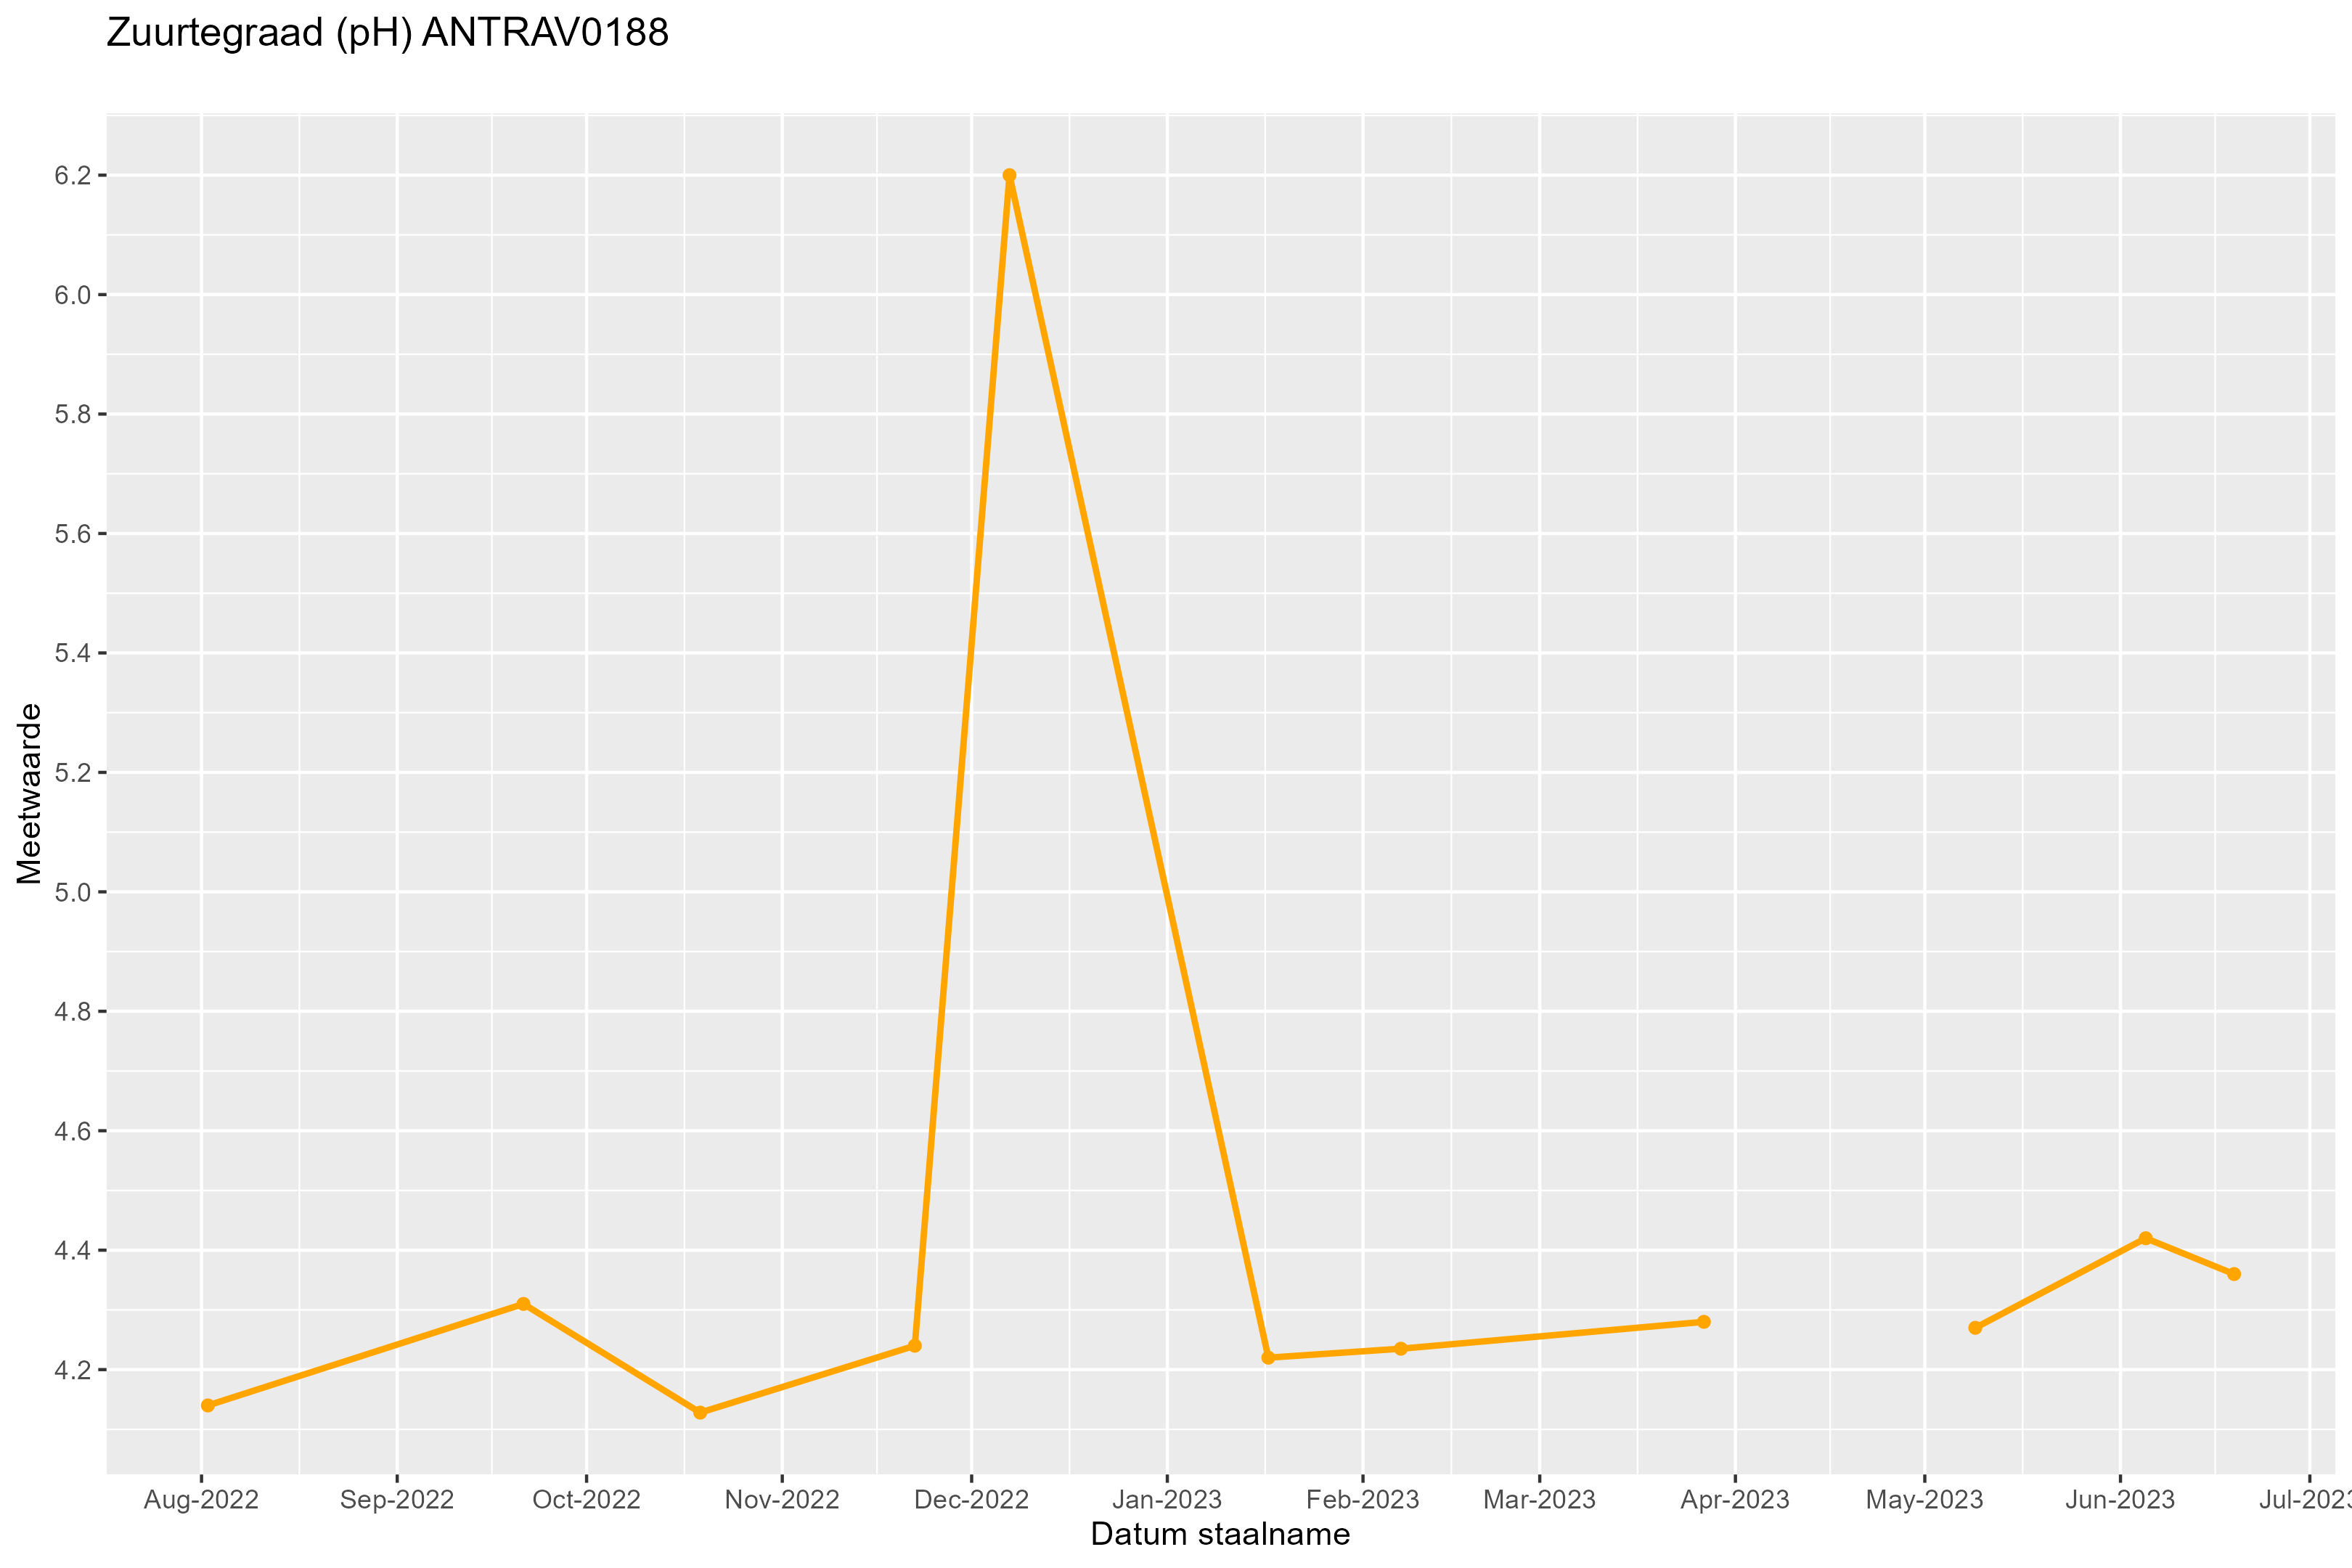 Zuurtegraad (pH) ANTRAV0188
6.2
6.0
5.8
5.6
5.4
5.2
5.0
4.8
4.6
4.4
4.2
Meetwaarde
Aug-2022 Sep-2022 Oct-2022 Nov-2022 Dec-2022 Jan-2023 Feb-2023 Mar-2023 Apr-2023 May-2023 Jun-2023 Jul-2023
Datum staalname